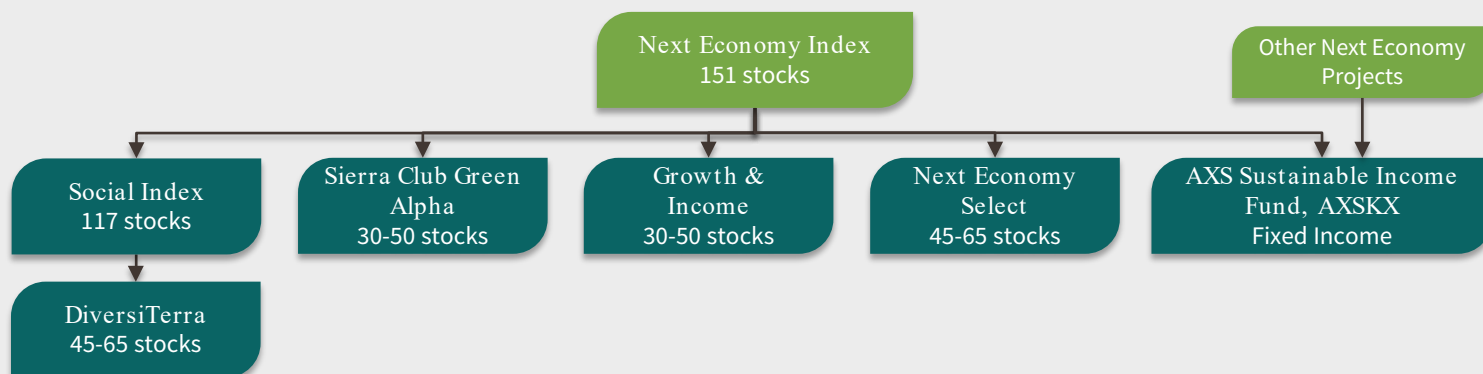 Next Economy Index
151 stocks
Other Next Economy
Projects
Social Index
117 stocks
Sierra Club Green
Alpha
30-50 stocks
Growth &
Income
30-50 stocks
Next Economy
Select
45-65 stocks
AXS Sustainable Income
Fund, AXSKX
Fixed Income
DiversiTerra
45-65 stocks